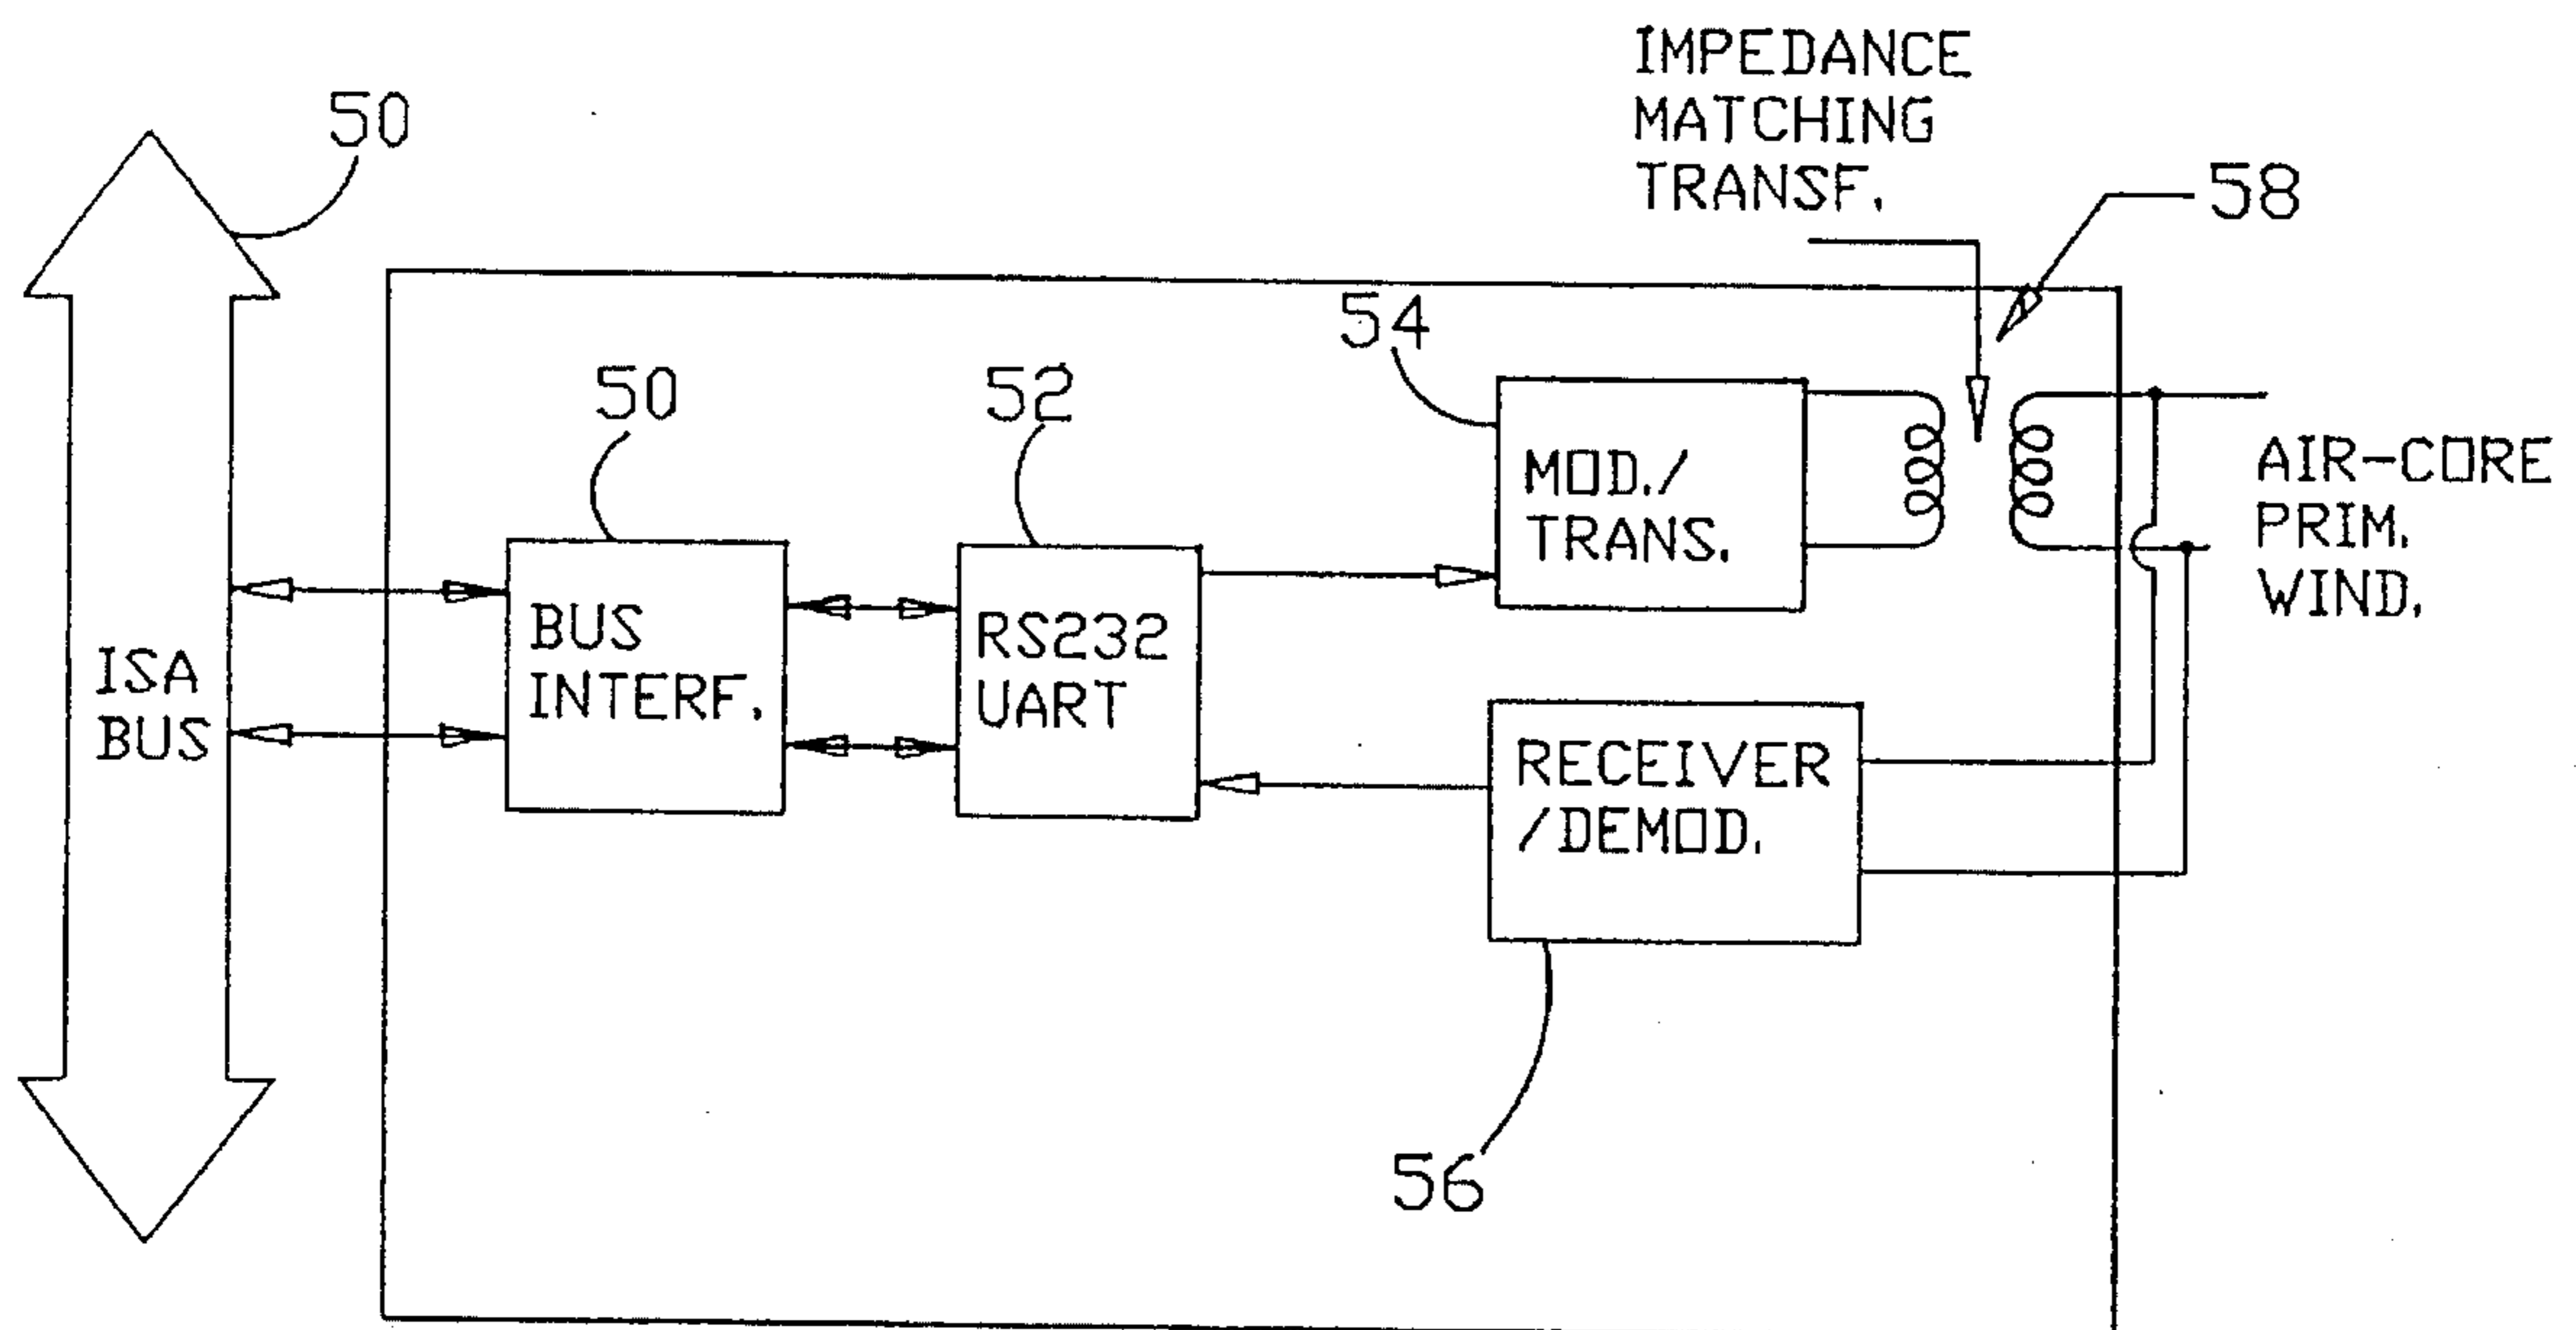 IMPEDANCE
MATCHING
TRANSF.
50
58
54
50
52
MOD./
TRANS.
AIR-CORE
PRIM.
WIND.
BUS
INTERF.
RS232
UART
ISA
BUS
RECEIVER
/DEMOD.
56